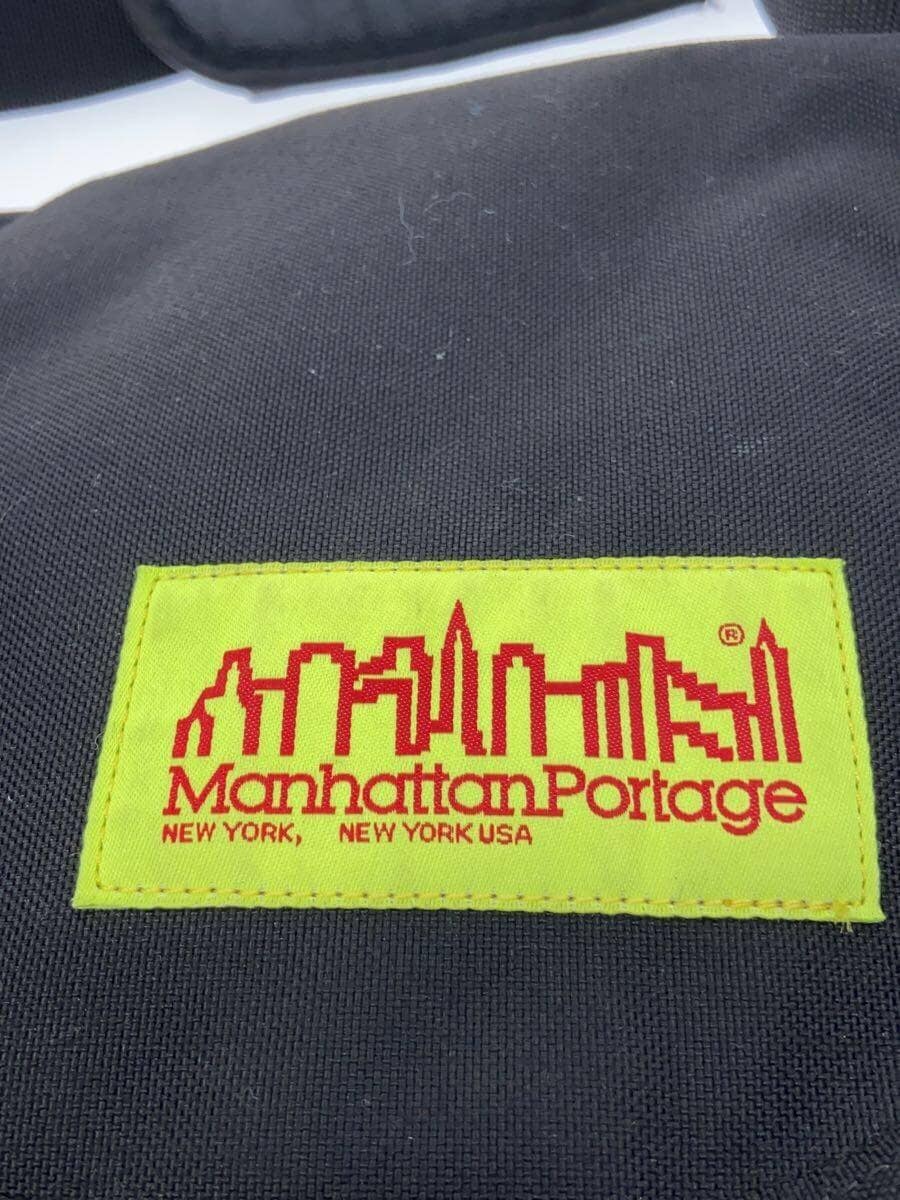 ®
ManhattanPortage
NEW YORK, NEW YORK USA